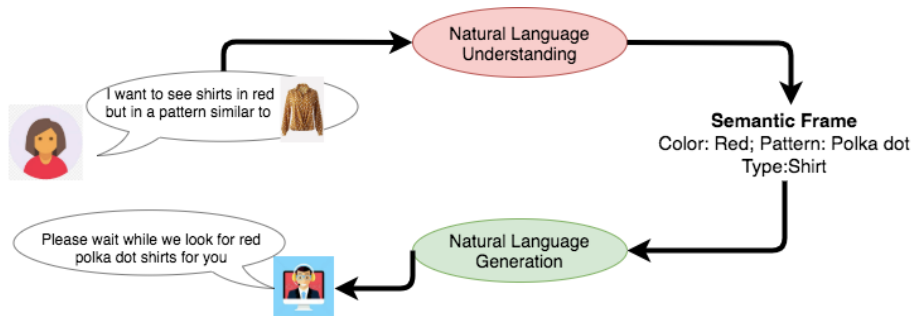 Natural Language
Understanding
I want to see shirts in red
but in a pattern similar to
Semantic Frame
Color: Red; Pattern: Polka dot
Type:Shirt
Natural Language
Generation
Please wait while we look for red
polka dot shirts for you